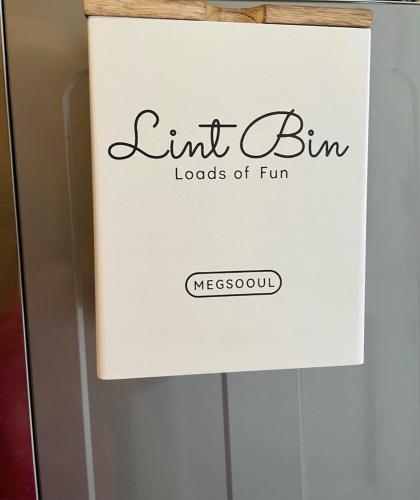 Lint Bin
Loads of Fun
MEGSOOUL